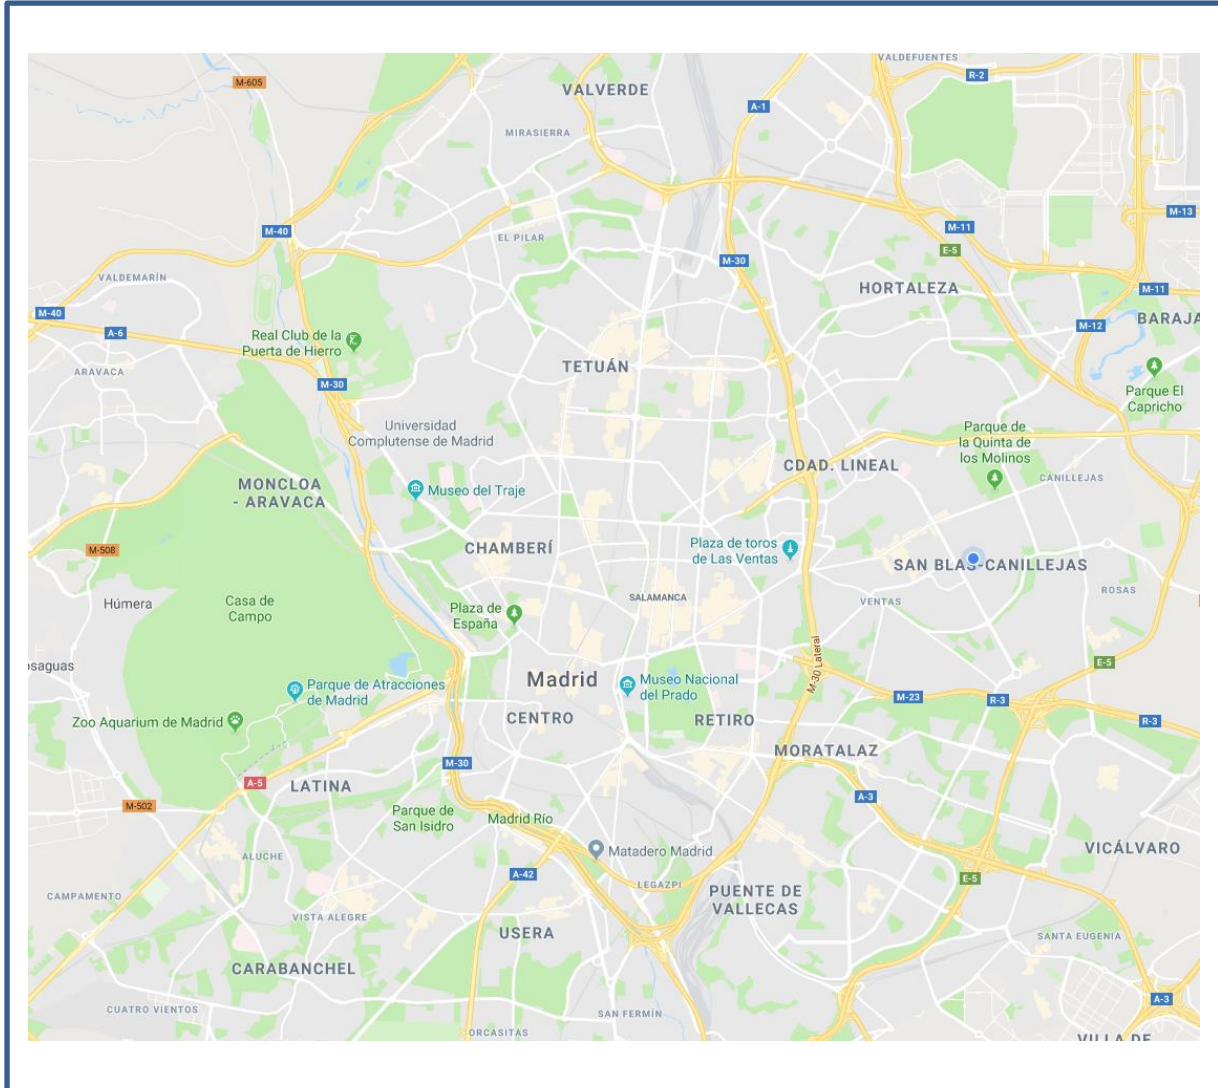 VALDEFUENTES
R-2
M-605
VALVERDE
A-1
MIRASIERRA
M-13
M-11
M-40
EL PILAR
E-5
M-30
VALDEMARÍN
HORTALEZA
M-11
M-40
BARAJA
M-12
A-6
Real Club de la
Puerta de Hierro
TETUÁN
ARAVACA
M-30
Parque El
Capricho
Universidad
Complutense de Madrid
Parque de
la Quinta de
los Molinos
CDAD. LINEAL
CANILLEJAS
MONCLOA
- ARAVACA
Museo del Traje
M-508
CHAMBERÍ
Plaza de toros
de Las Ventas
SAN BLAS-CANILLEJAS
ROSAS
Húmera
Casa de
Campo
SALAMANCA
VENTAS
Plaza de
España
M-30 Lateral
osaguas
E-5
Madrid
Museo Nacional
del Prado
Parque de Atracciones
de Madrid
M-23
R-3
Zoo Aquarium de Madrid
CENTRO
RETIRO
R-3
MORATALAZ
M-30
A-5
LATINA
A-3
M-502
Parque de
San Isidro
Madrid Río
Matadero Madrid
VICÁLVARO
ALUCHE
A-42
E-5
LEGAZPI
CAMPAMENTO
PUENTE DE
VALLECAS
VISTA ALEGRE
USERA
SANTA EUGENIA
CARABANCHEL
A-3
CUATRO VIENTOS
SAN FERMÍN
ORCASITAS
VILLA DE